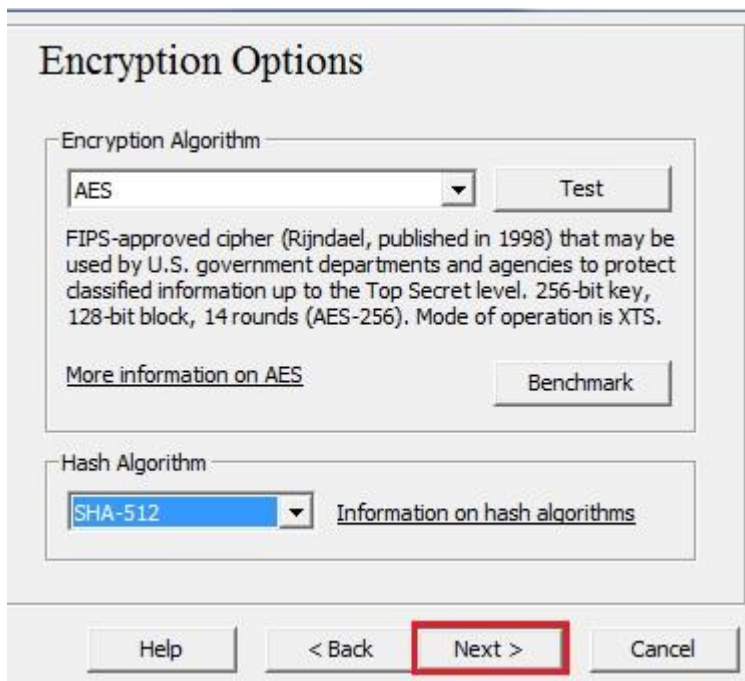 Encryption Options
Encryption Algorithm
AES
Test
FIPS-approved cipher (Rijndael, published in 1998) that may be
used by U.S. government departments and agencies to protect
classified information up to the Top Secret level. 256-bit key,
128-bit block, 14 rounds (AES-256). Mode of operation is XTS.
More information on AES
Benchmark
Hash Algorithm
SHA-512
Information on hash algorithms
Help
< Back
Next >
Cancel